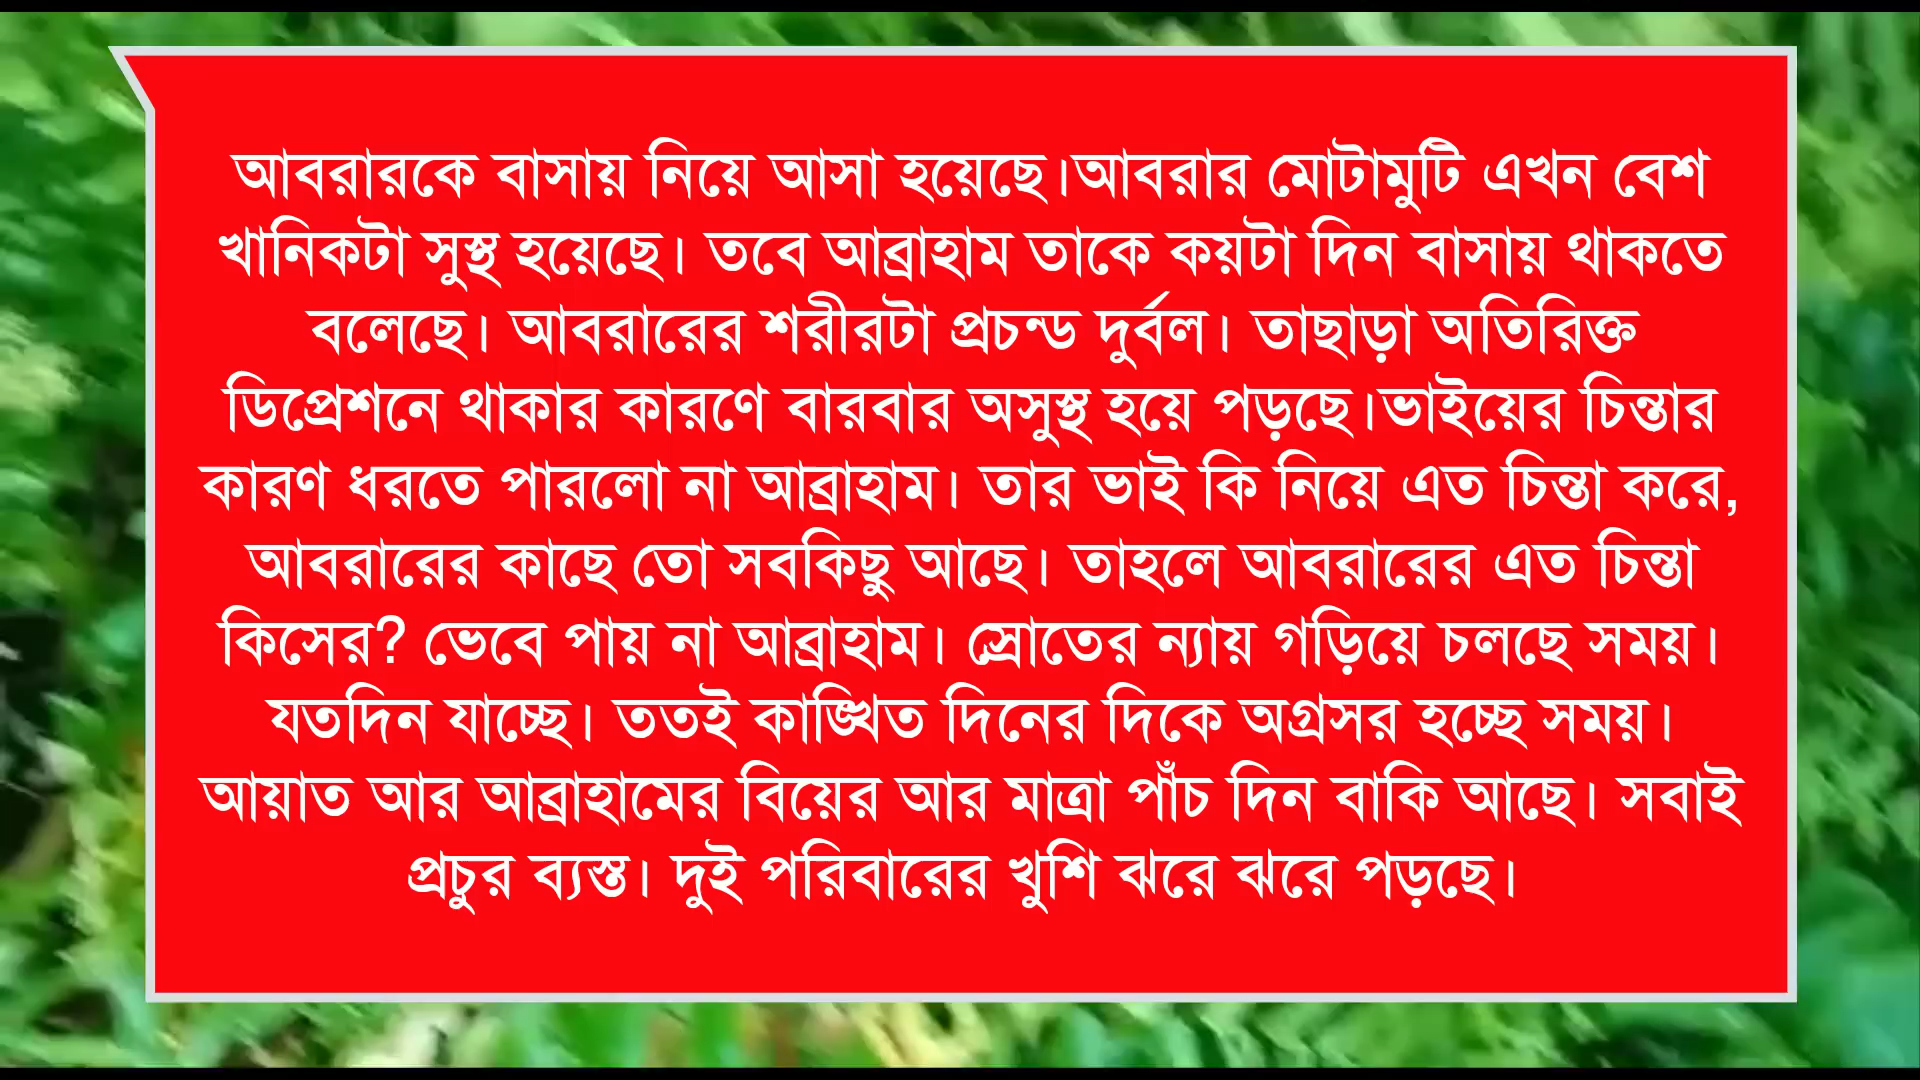 আবরারকে বাসায় নিয়ে আসা হয়েছে।আবরার মোটামুটি এখন বেশ
খানিকটা সুস্থ হয়েছে। তবে আব্রাহাম তাকে কয়টা দিন বাসায় থাকতে
বলেছে। আবরারের শরীরটা প্রচন্ড দুর্বল। তাছাড়া অতিরিক্ত
ডিপ্রেশনে থাকার কারণে বারবার অসুস্থ হয়ে পড়ছে।ভাইয়ের চিন্তার
কারণ ধরতে পারলো না আব্রাহাম। তার ভাই কি নিয়ে এত চিন্তা করে,
আবরারের কাছে তো সবকিছু আছে। তাহলে আবরারের এত চিন্তা
কিসের? ভেবে পায় না আব্রাহাম। স্রোতের ন্যায় গড়িয়ে চলছে সময়।
যতদিন যাচ্ছে। ততই কাঙ্খিত দিনের দিকে অগ্রসর হচ্ছে সময়।
আয়াত আর আব্রাহামের বিয়ের আর মাত্রা পাঁচ দিন বাকি আছে। সবাই
প্রচুর ব্যস্ত। দুই পরিবারের খুশি ঝরে ঝরে পড়ছে।